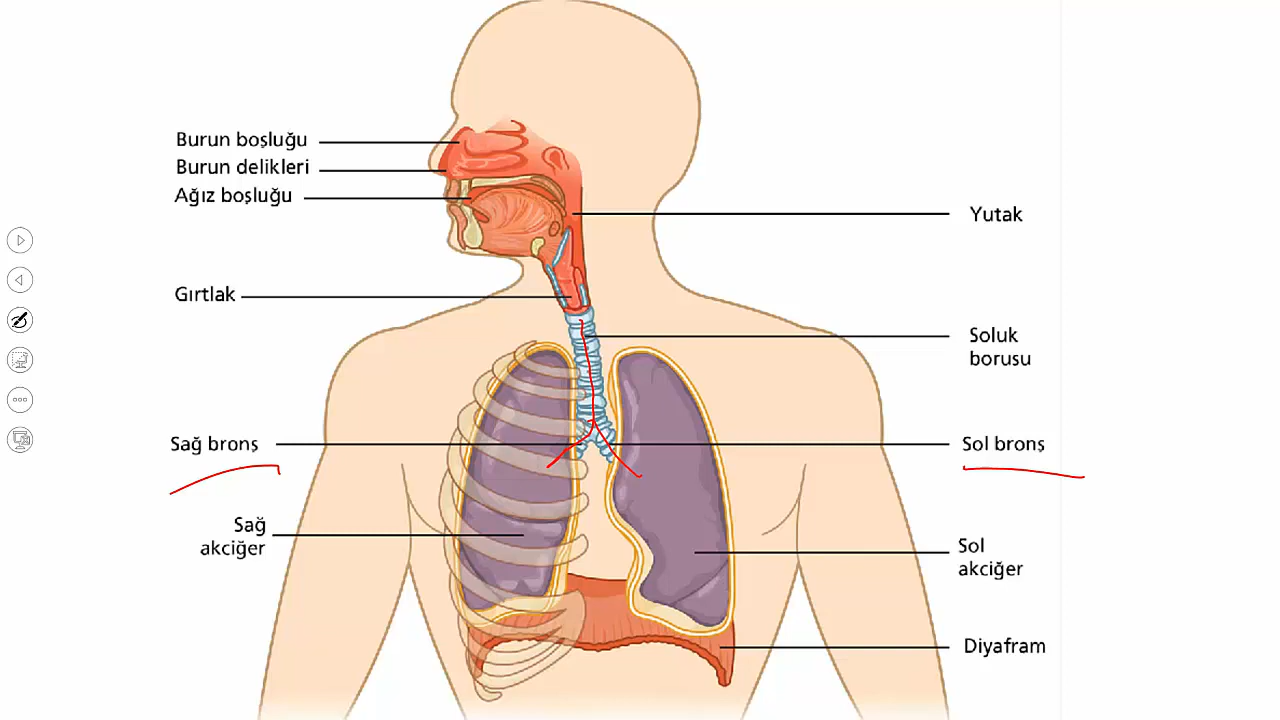 Burun boşluğu
Burun delikleri
Ağız boşluğu
Yutak
Gırtlak
Soluk
borusu
Sağ bronş
Sol bronş
Sağ
akciğer
Sol
akciğer
Diyafram